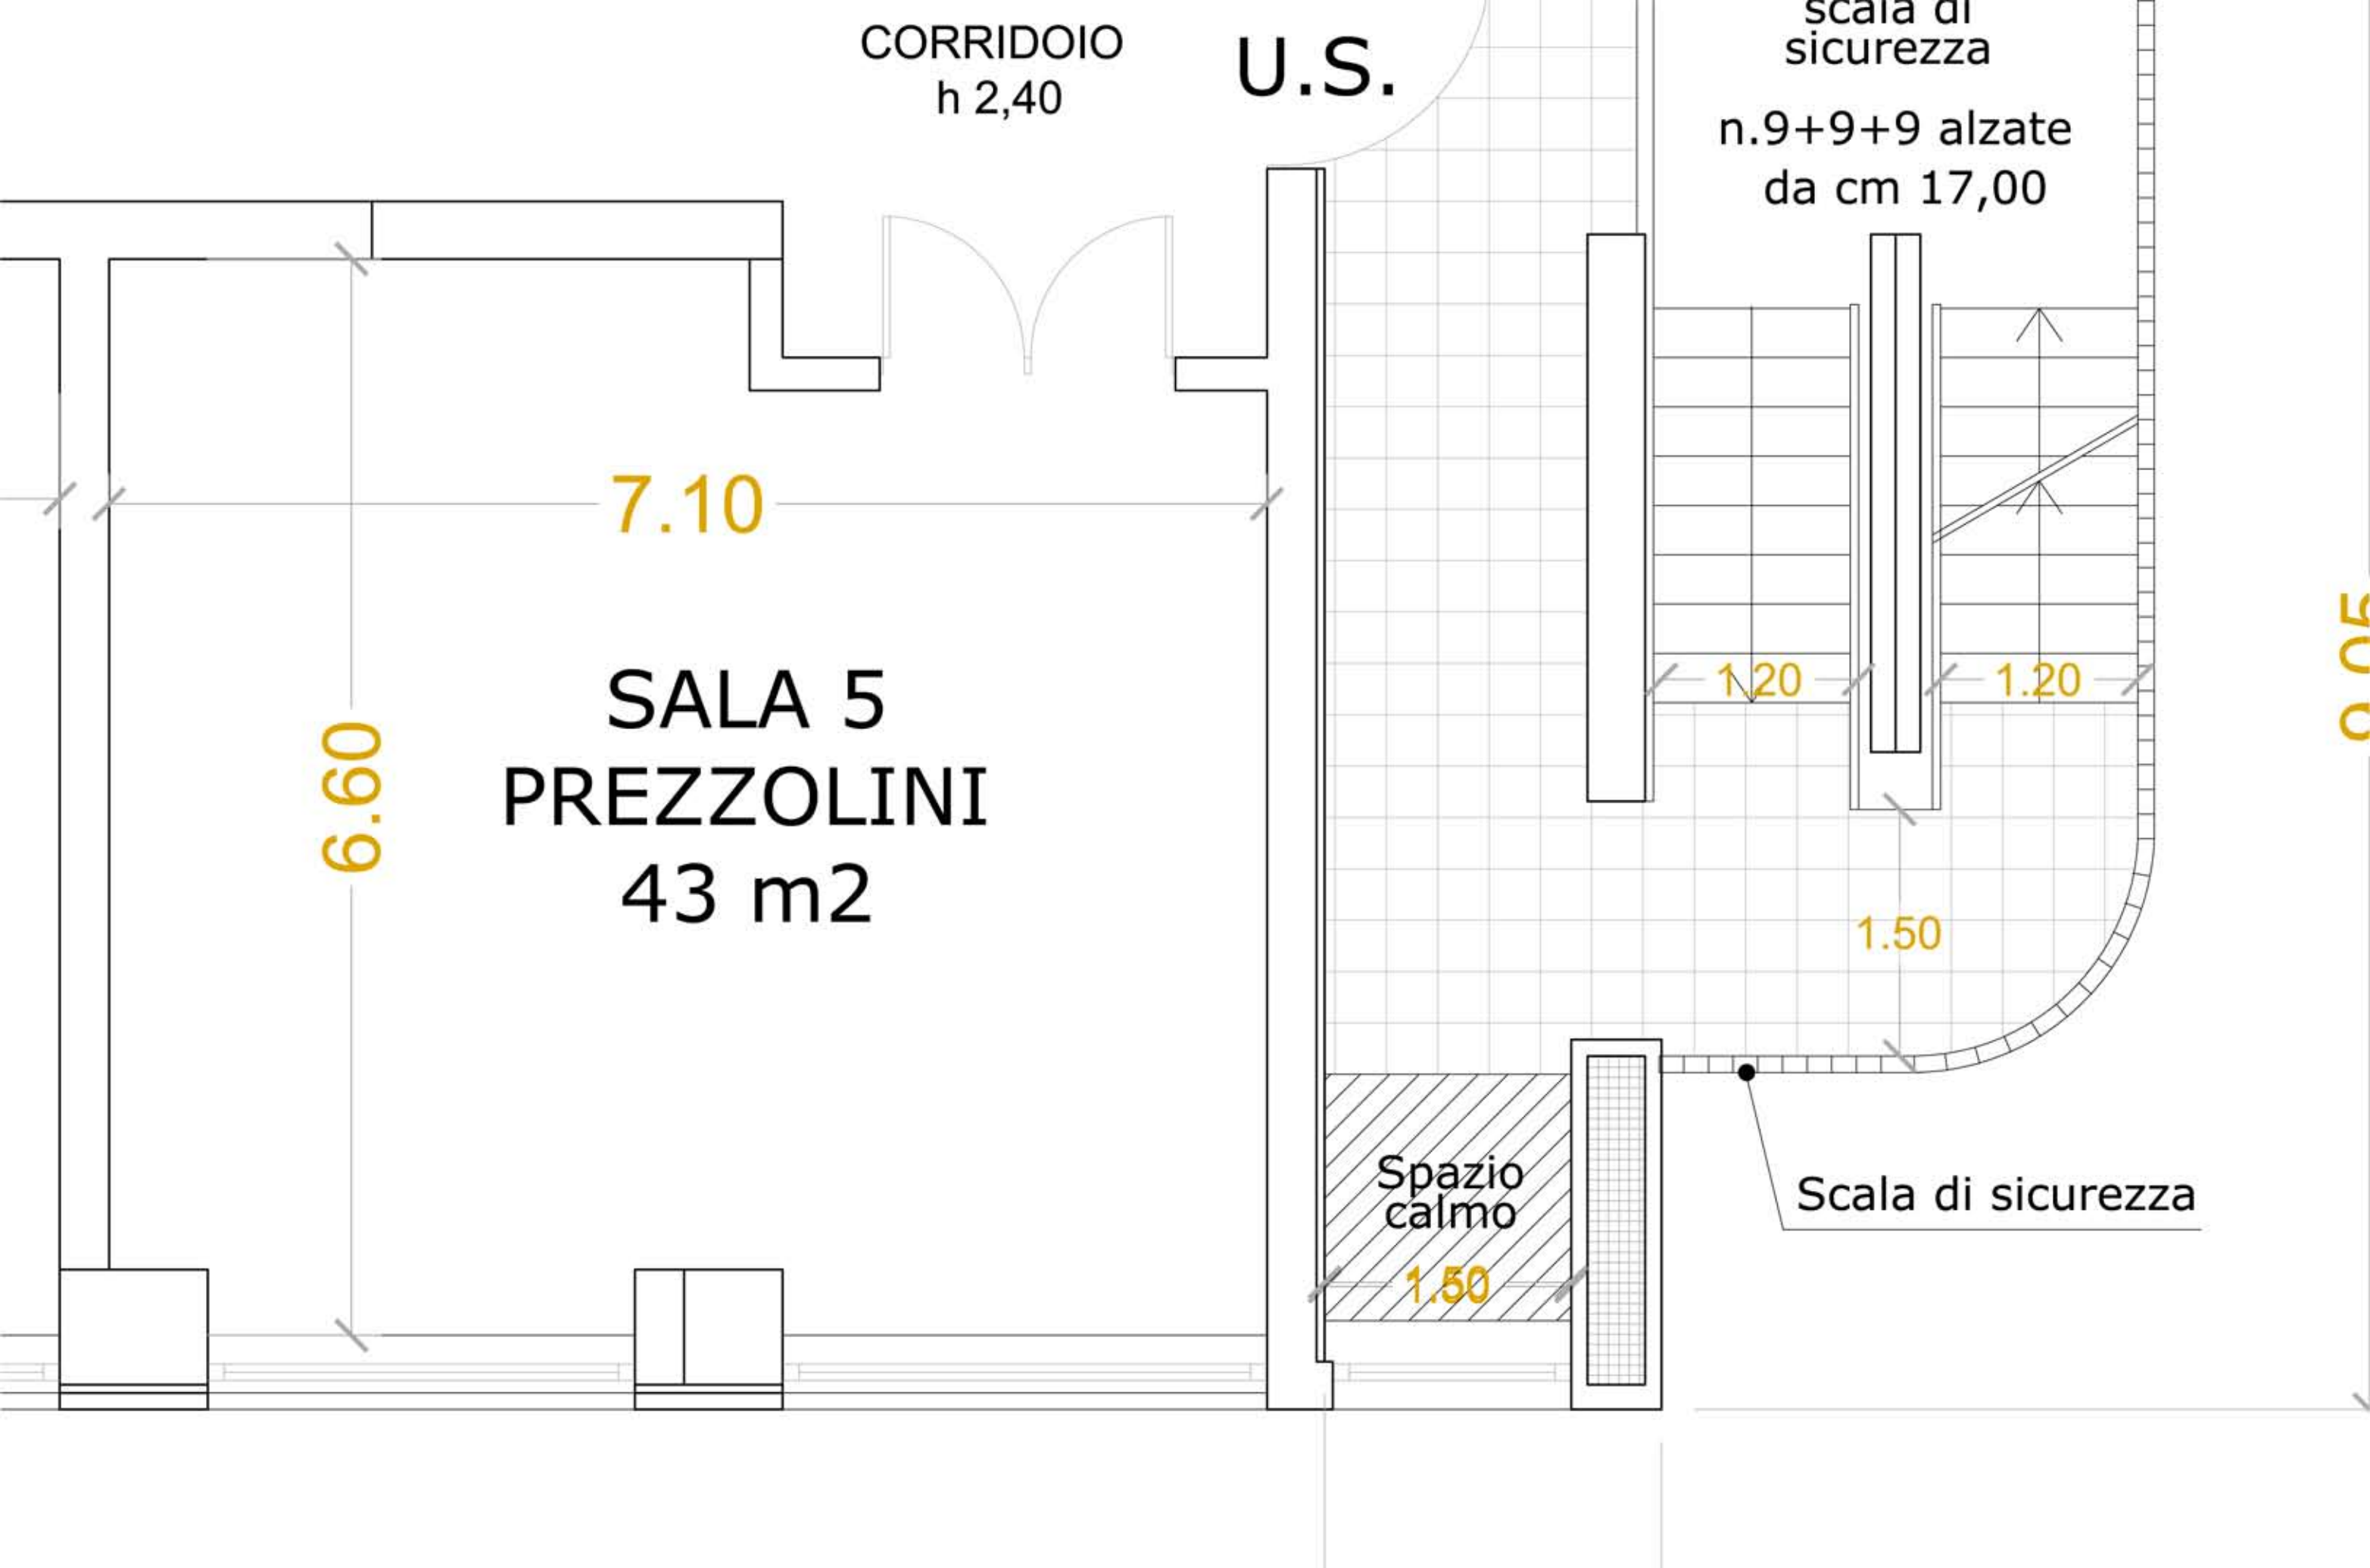 CORRIDOIO
h 2,40
U.S.
scala di
sicurezza
n.9+9+9 alzate
da cm 17,00
7.10
SALA 5
PREZZOLINI
43 m2
6.60
1.20
1.20
1.50
Spazio
calmo
1.50
Scala di sicurezza